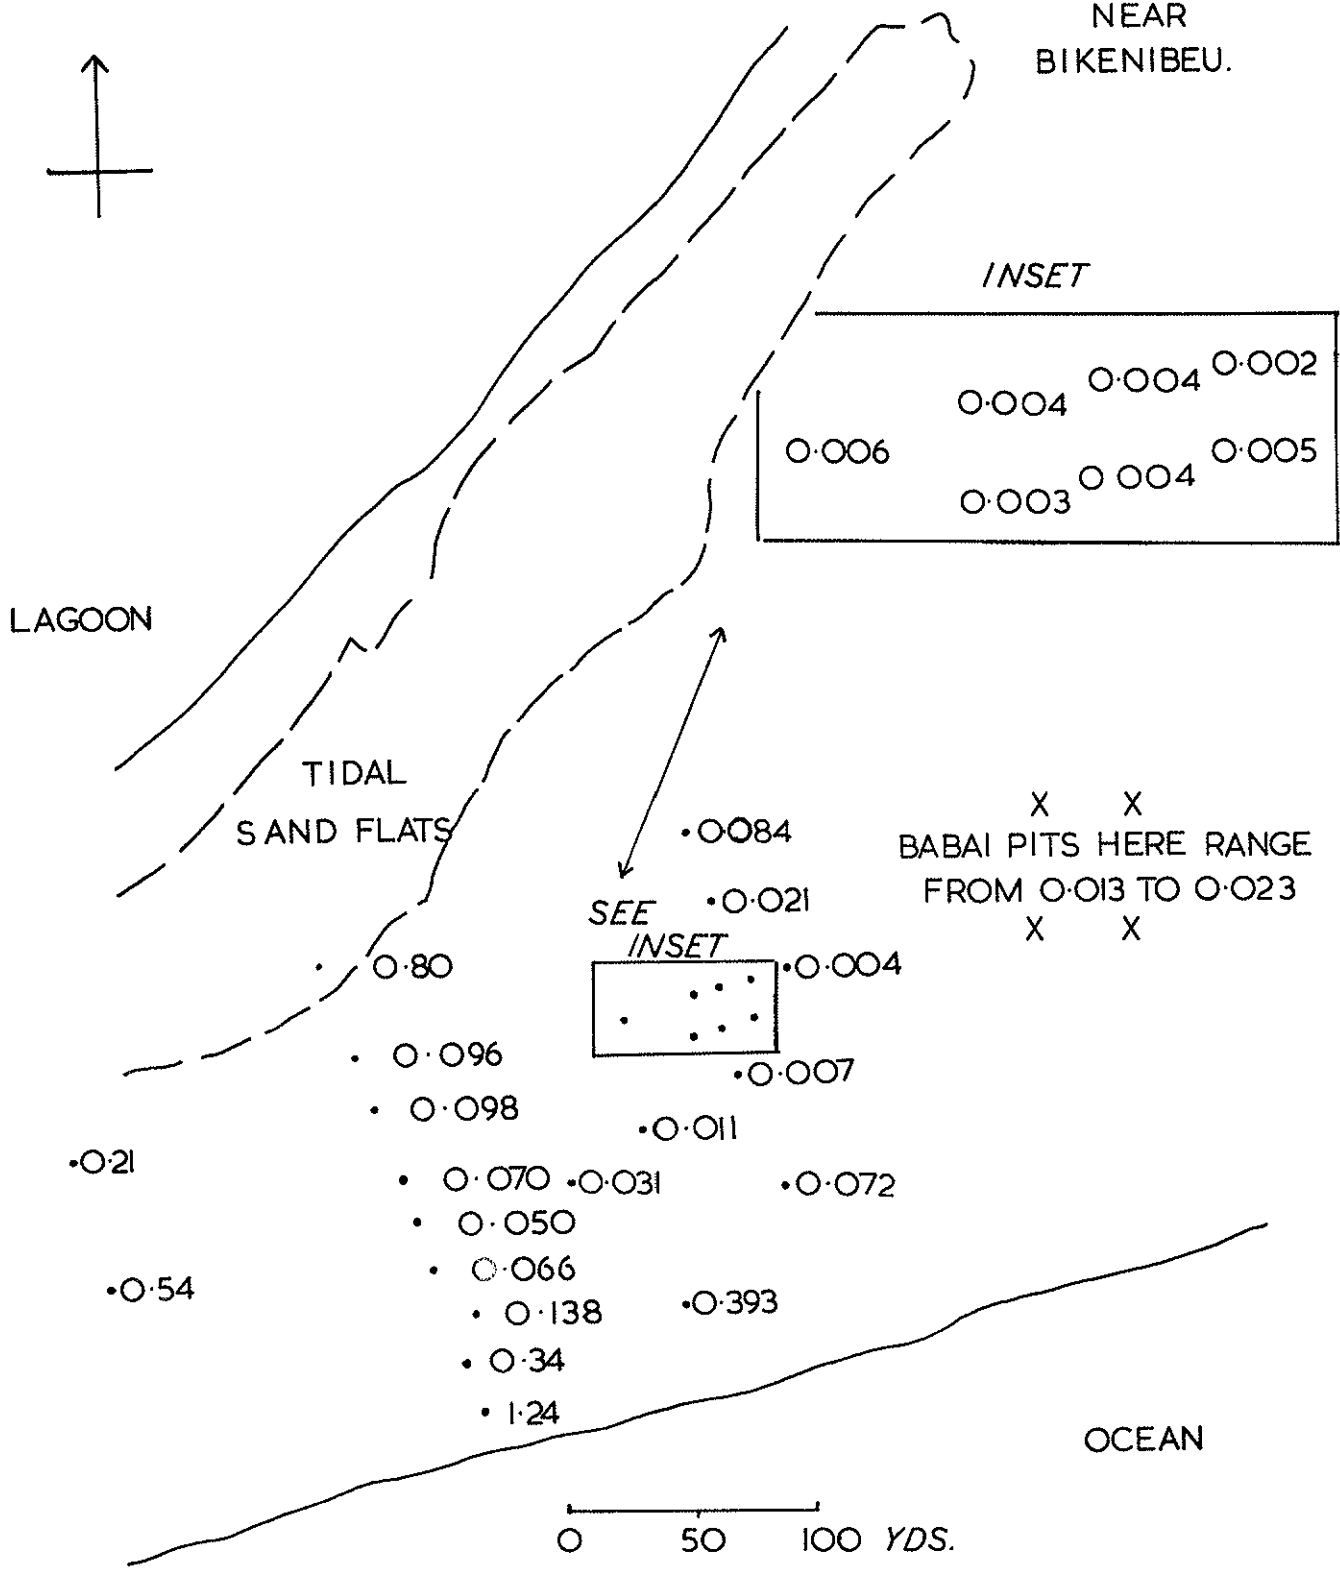 NEAR
BIKENIBEU.
INSET
0·002
0·004
0·004
0·006
0·005
0 004
0·003
LAGOON
TIDAL
SAND FLATS
X X
BABAI PITS HERE RANGE
FROM 0·013 TO 0·023
X X
·0·084
·0·021
SEE
INSET
·0·004
· 0·80
· 0·096
·0·007
· 0·098
·0·011
·0·21
· 0·070
·0·031
·0·072
· 0·050
· 0·066
·0·54
· 0·138
·0·393
· 0·34
· 1·24
OCEAN
0 50 100 YDS.